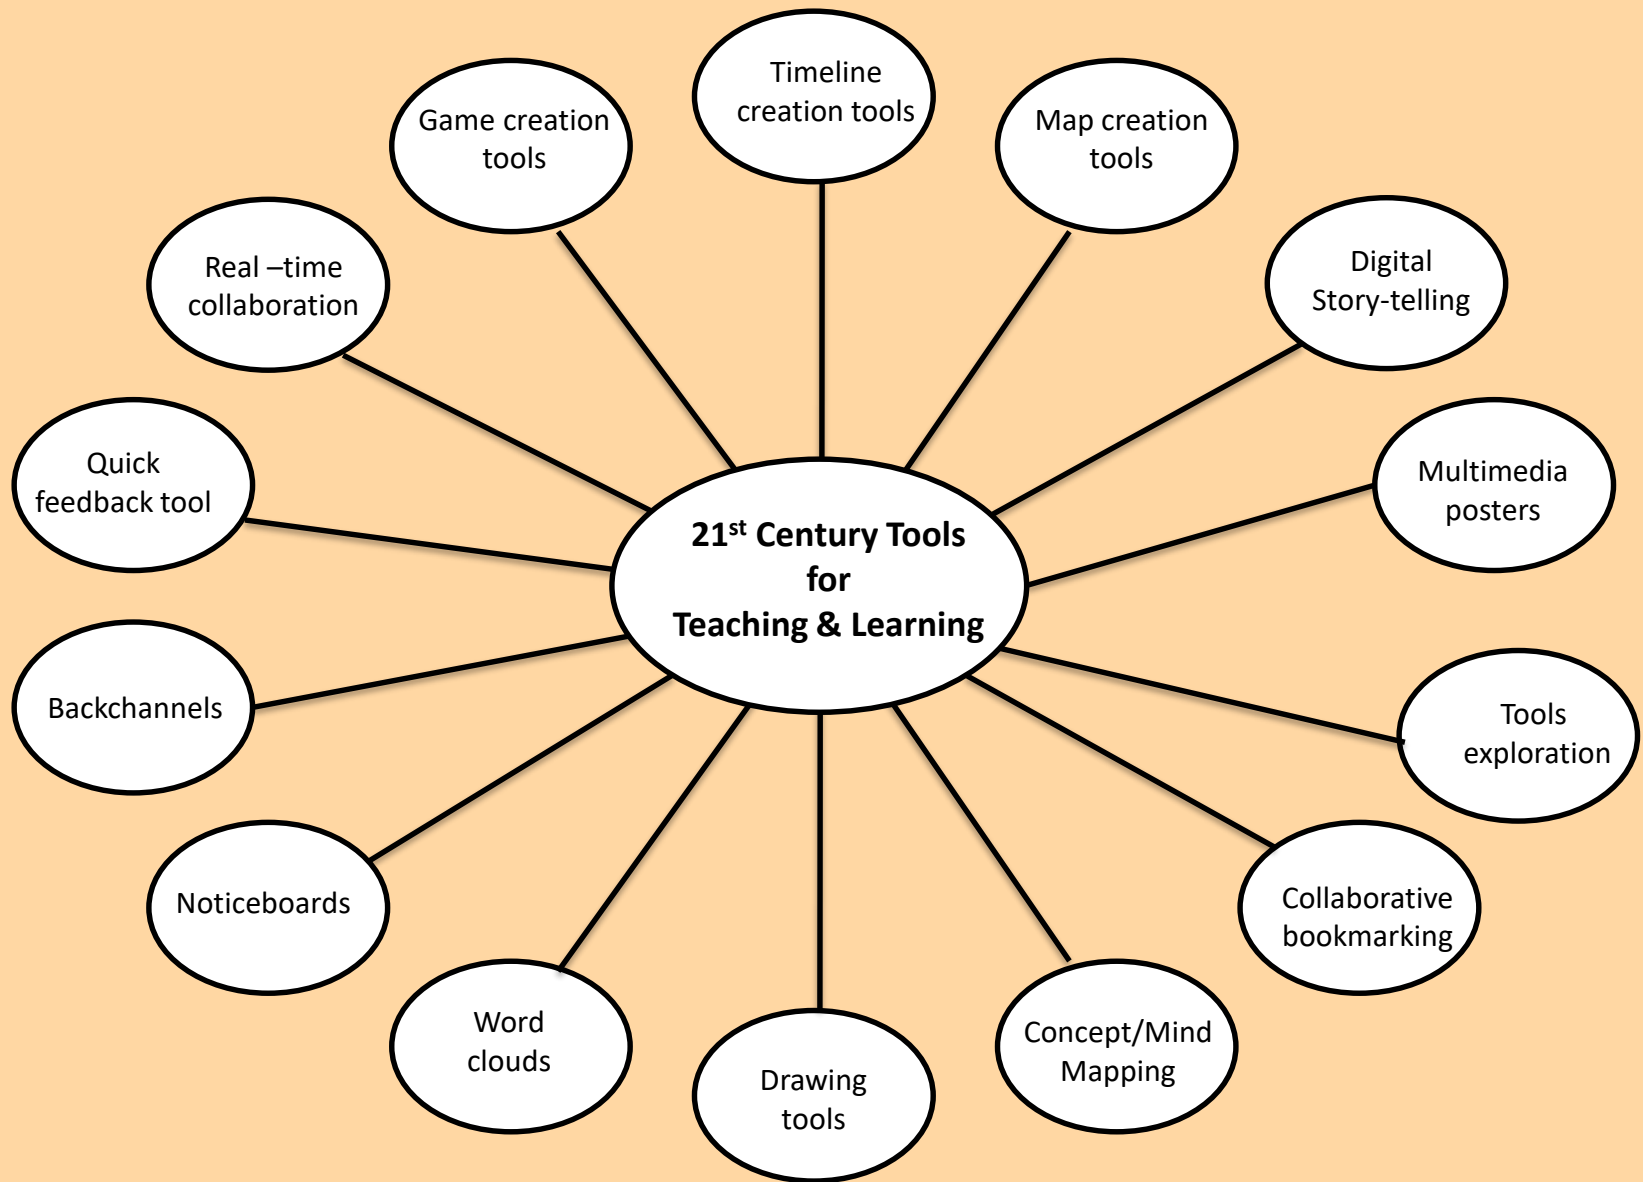 Timeline
creation tools
Game creation
tools
Map creation
tools
Real –time
collaboration
Digital
Story-telling
Quick
feedback tool
Multimedia
posters
21st Century Tools
for
Teaching & Learning
Backchannels
Tools
exploration
Noticeboards
Collaborative
bookmarking
Word
clouds
Concept/Mind
Mapping
Drawing
tools